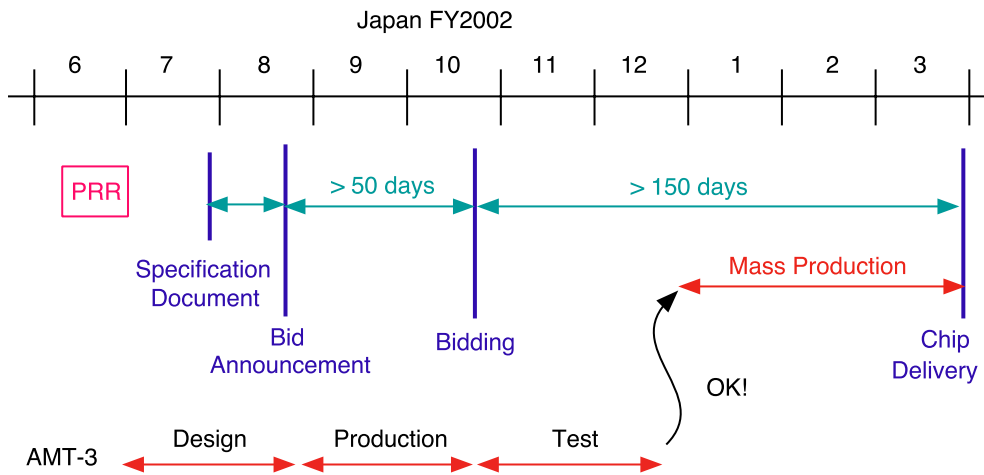 Japan FY2002
6 7 8 9 10 11 12 1 2 3
PRR
> 50 days
> 150 days
Specification
Document
Mass Production
Bid
Announcement
Bidding
Chip
Delivery
OK!
AMT-3
Design
Production
Test